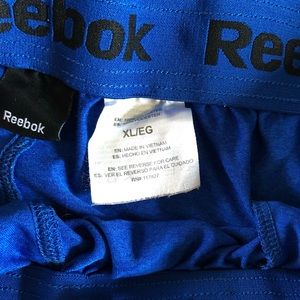 Reebok Reebok
Reebok
XL/EG
EN: MADE IN VIETNAM
ES: HECHO EN VIETNAM
EN: SEE REVERSE FOR CARE
ES: VER EL REVERSO PARA EL CUIDADO